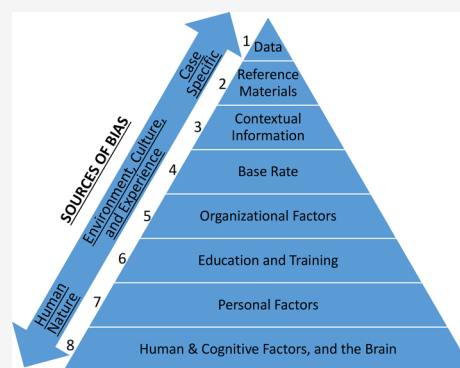 SOURCES OF BIAS
Case
Specific
Environment, Culture,
and Experience
Human
Nature
1 Data
2 Reference
Materials
3 Contextual
Information
4 Base Rate
5 Organizational Factors
6 Education and Training
7 Personal Factors
8 Human & Cognitive Factors, and the Brain